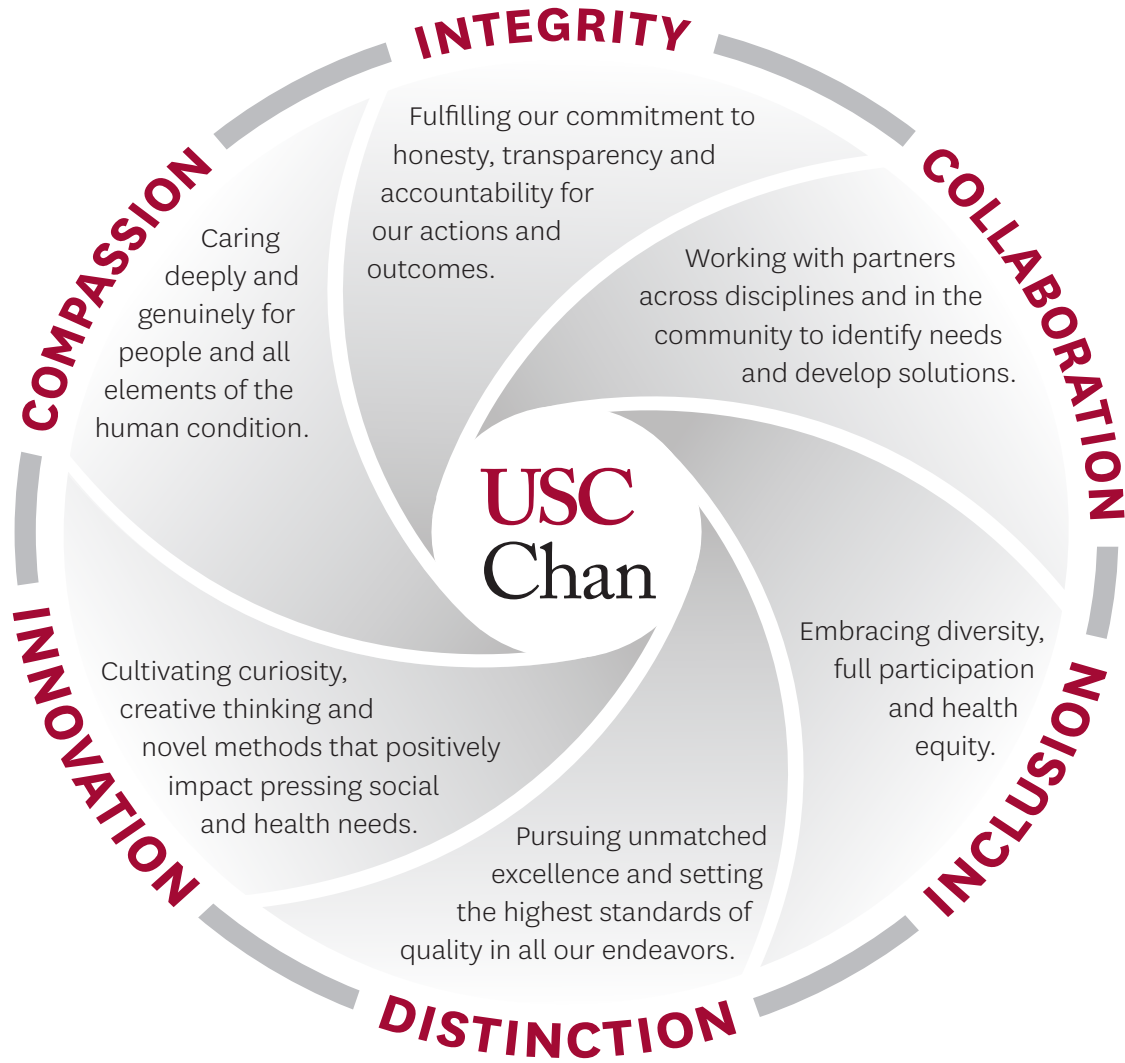 INTEGRITY
Fulfilling our commitment to
honesty, transparency and
accountability for
our actions and
outcomes.
COLLABORATION
Working with partners
across disciplines and in the
community to identify needs
and develop solutions.
INCLUSION
Embracing diversity,
full participation
and health
equity.
DISTINCTION
Pursuing unmatched
excellence and setting
the highest standards of
quality in all our endeavors.
INNOVATION
Cultivating curiosity,
creative thinking and
novel methods that positively
impact pressing social
and health needs.
COMPASSION
Caring
deeply and
genuinely for
people and all
elements of the
human condition.
USC
Chan